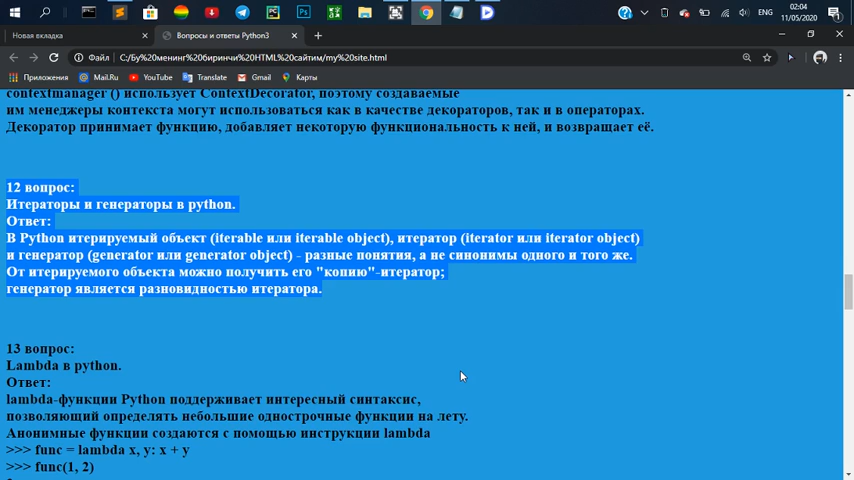 02:04
ENG
11/05/2020
Новая вкладка
Вопросы и ответы Python3
Файл
C:/Бу%20менинг%20биринчи%20HTML%20сайтим/my%20site.html
Приложения
Mail.Ru
YouTube
Translate
Gmail
Карты
contextmanager () использует ContextDecorator, поэтому создаваемые
им менеджеры контекста могут использоваться как в качестве декораторов, так и в операторах.
Декоратор принимает функцию, добавляет некоторую функциональность к ней, и возвращает её.
12 вопрос:
Итераторы и генераторы в python.
Ответ:
В Python итерируемый объект (iterable или iterable object), итератор (iterator или iterator object)
и генератор (generator или generator object) - разные понятия, а не синонимы одного и того же.
От итерируемого объекта можно получить его "копию"-итератор;
генератор является разновидностью итератора.
13 вопрос:
Lambda в python.
Ответ:
lambda-функции Python поддерживает интересный синтаксис,
позволяющий определять небольшие однострочные функции на лету.
Анонимные функции создаются с помощью инструкции lambda
>>> func = lambda x, y: x + y
>>> func(1, 2)